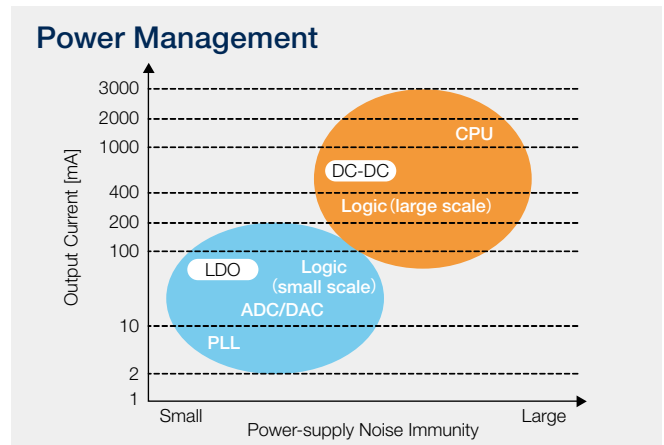 Power Management
Output Current [mA]
3000
2000
1000
400
200
100
10
2
1
CPU
DC-DC
Logic (large scale)
LDO
Logic
(small scale)
ADC/DAC
PLL
Small
Power-supply Noise Immunity
Large